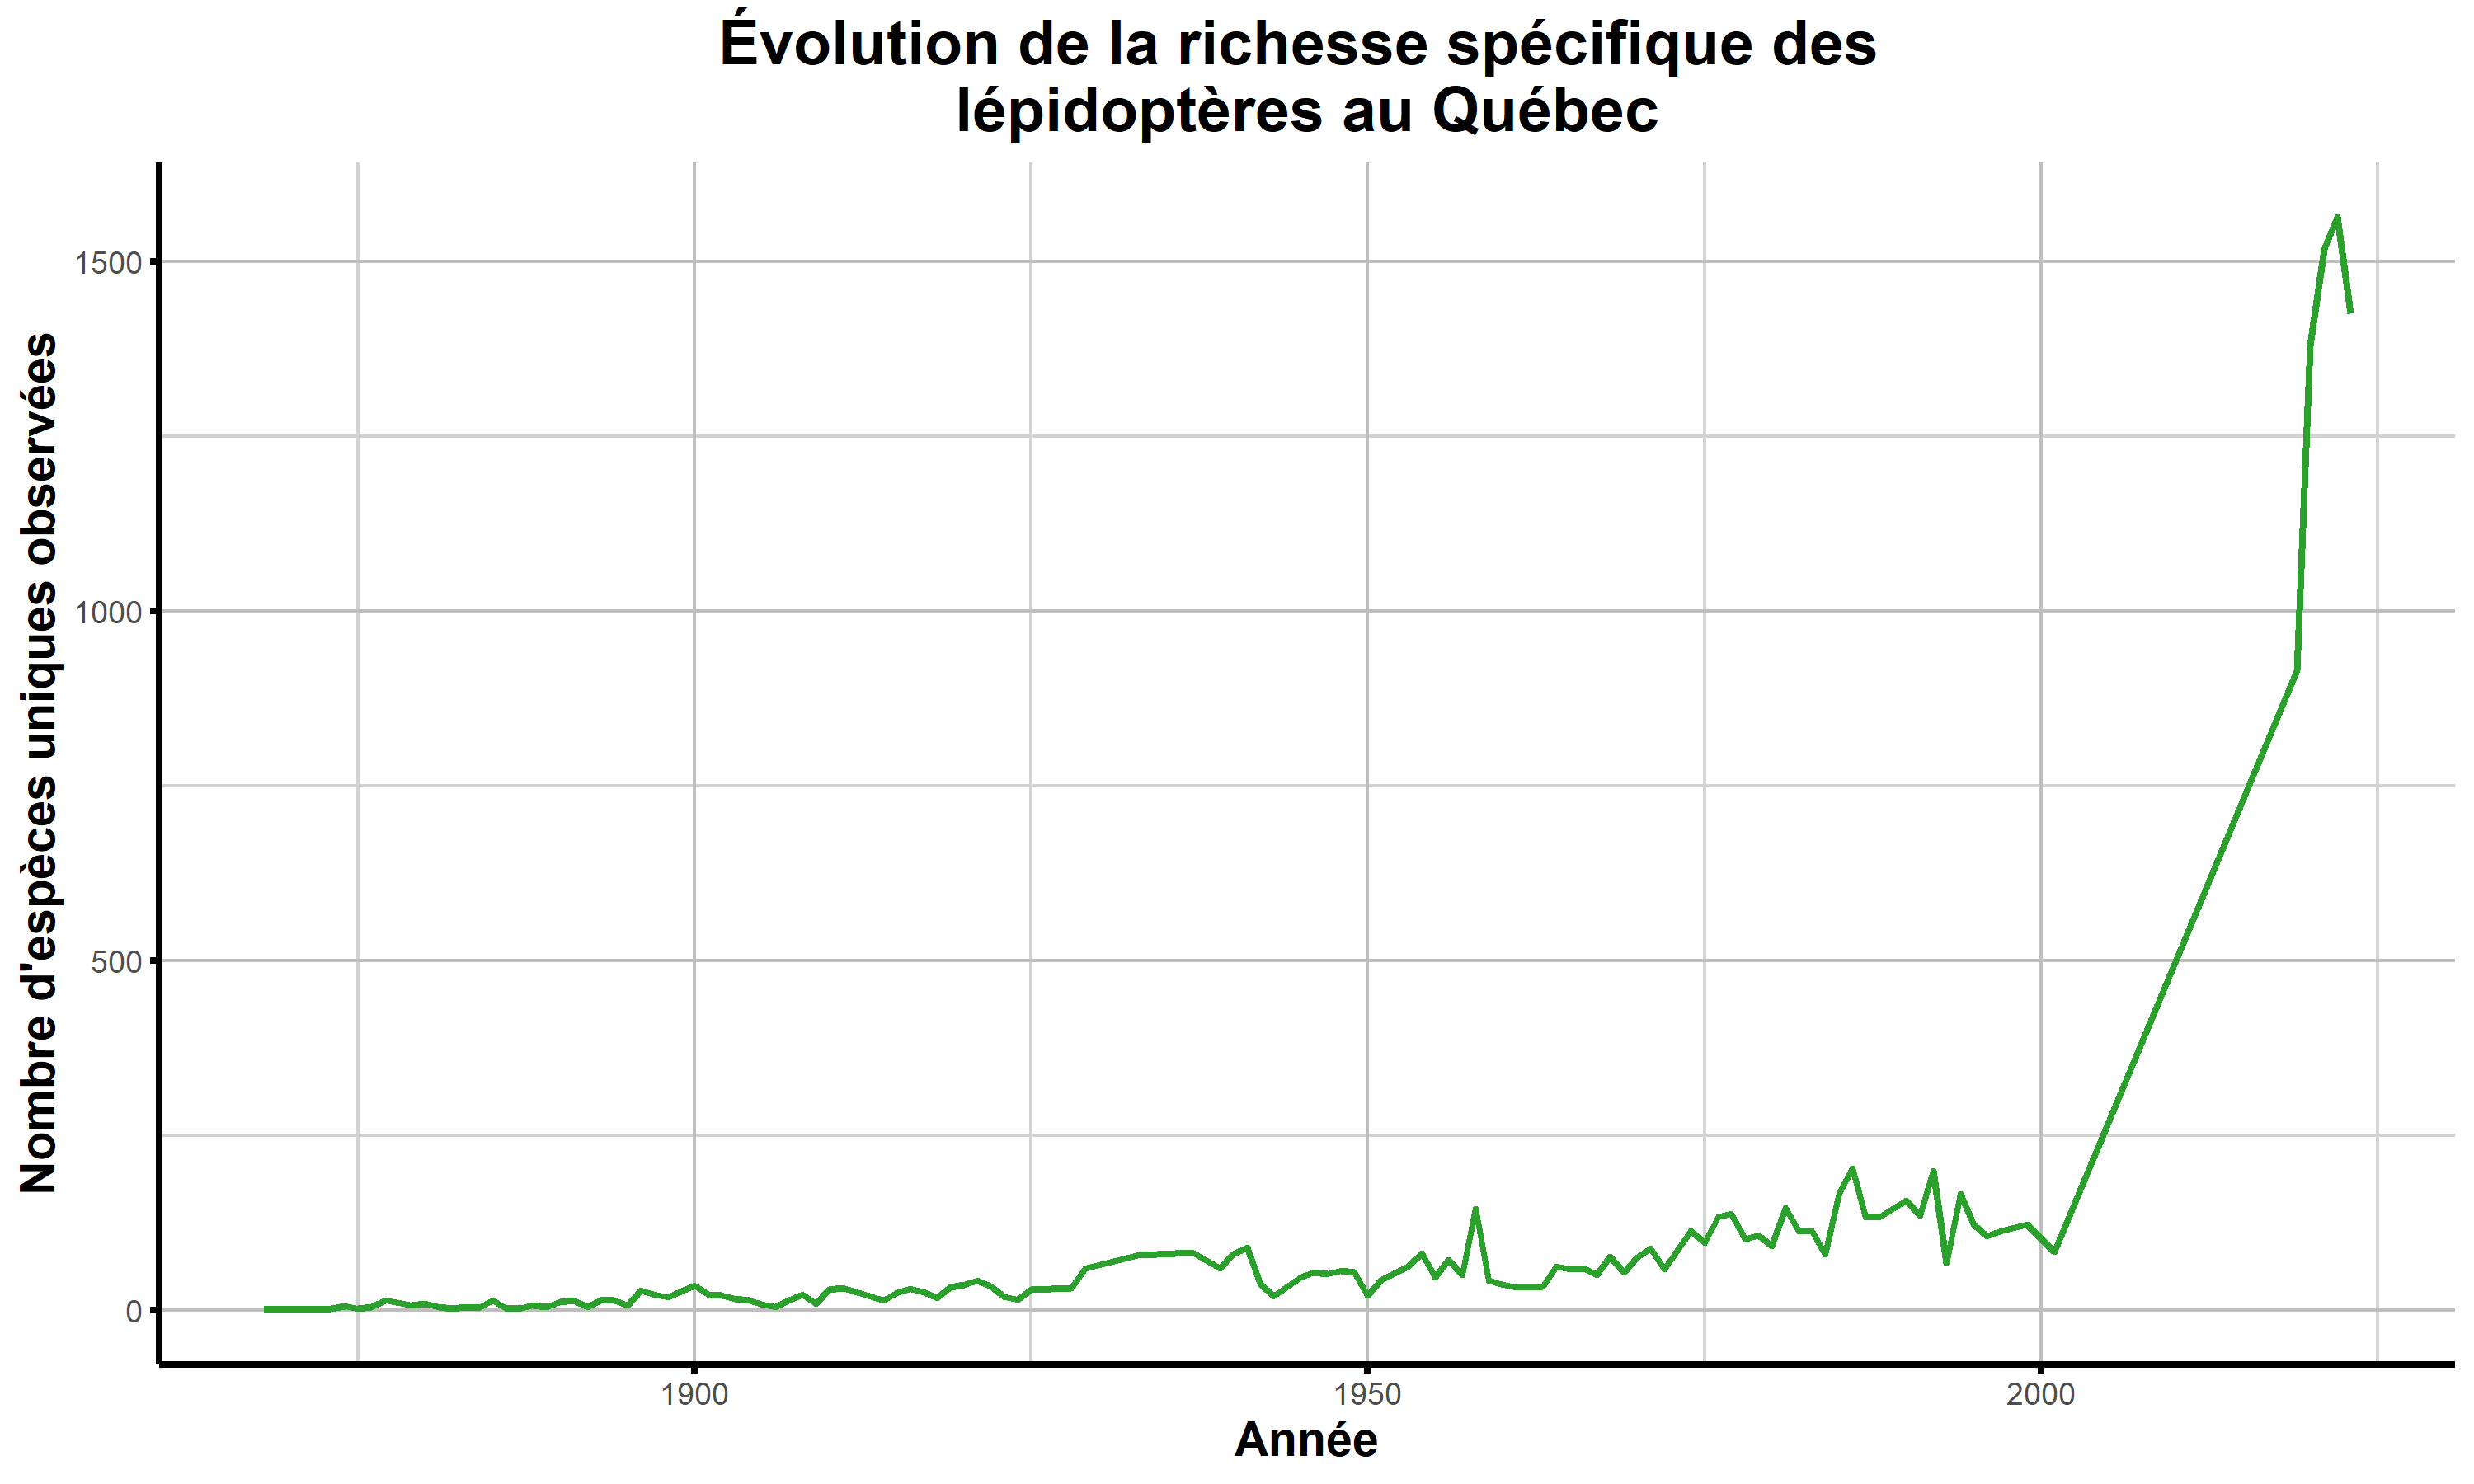 Évolution de la richesse spécifique des
lépidoptères au Québec
Nombre d'espèces uniques observées
1500
1000
500
0
1900
1950
2000
Année